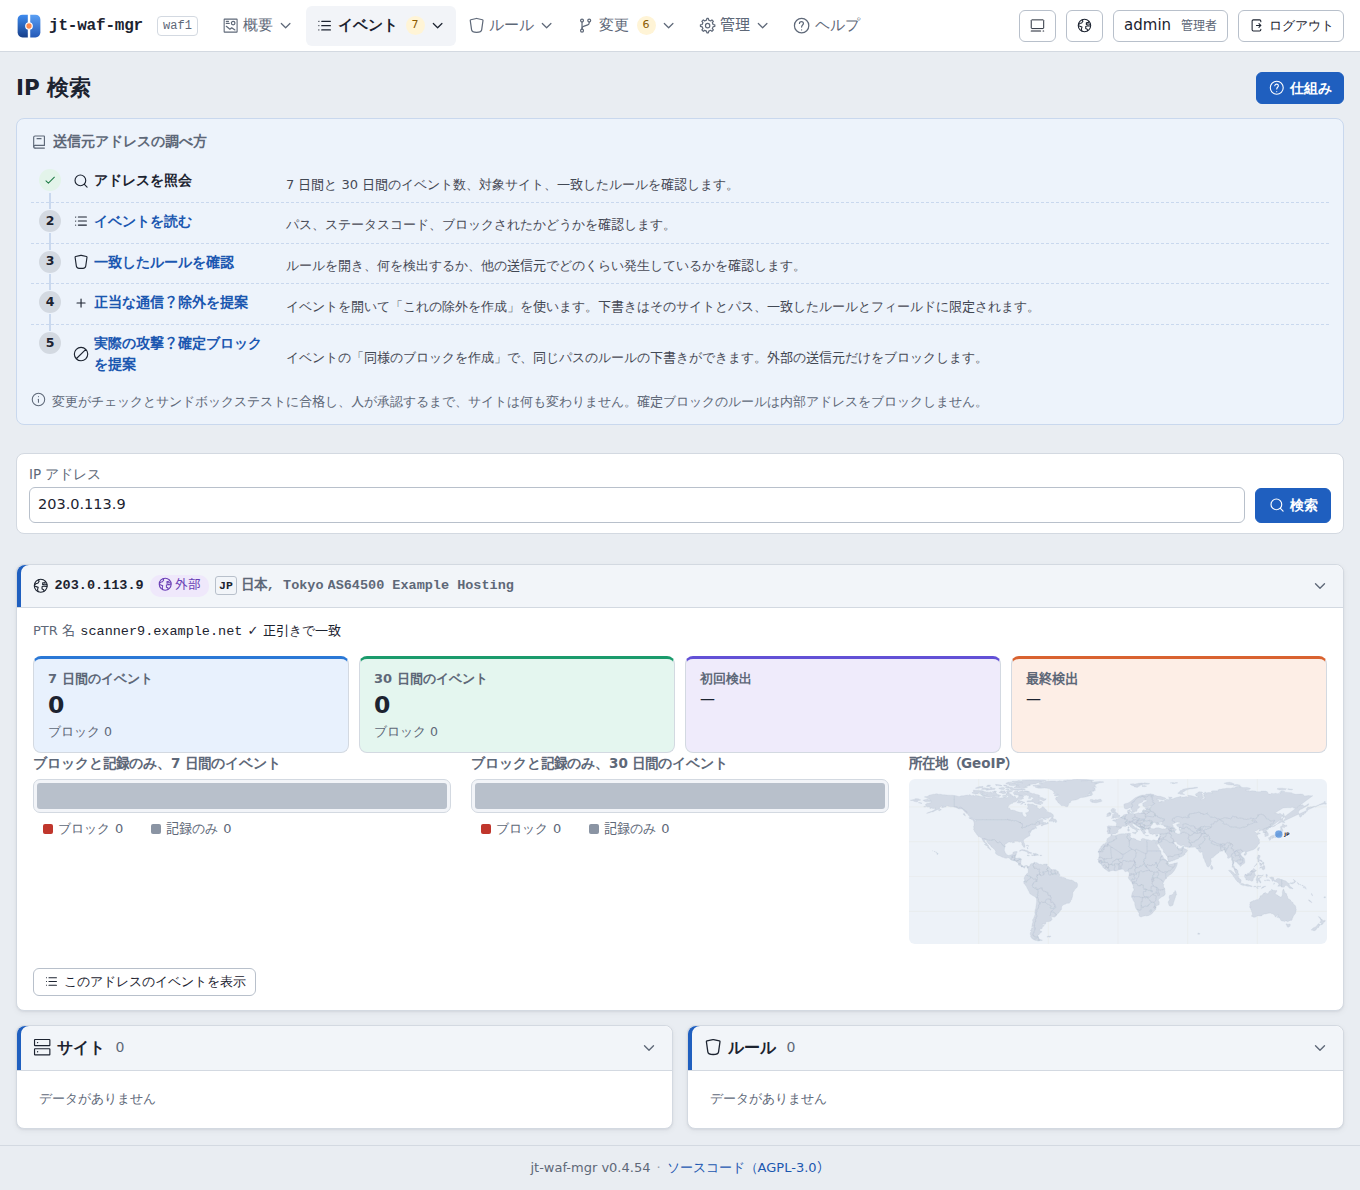 jt-waf-mgr waf1 概要 イベント 7 ルール 変更 6 管理 ヘルプ admin 管理者 ログアウト
IP 検索
仕組み
送信元アドレスの調べ方
アドレスを照会 7 日間と 30 日間のイベント数、対象サイト、一致したルールを確認します。
2 イベントを読む パス、ステータスコード、ブロックされたかどうかを確認します。
3 一致したルールを確認 ルールを開き、何を検出するか、他の送信元でどのくらい発生しているかを確認します。
4 正当な通信？除外を提案 イベントを開いて「これの除外を作成」を使います。下書きはそのサイトとパス、一致したルールとフィールドに限定されます。
5 実際の攻撃？確定ブックを提案 イベントの「同様のブロックを作成」で、同じパスのルールの下書きができます。外部の送信元だけをブロックします。
変更がチェックとサンドボックステストに合格し、人が承認するまで、サイトは何も変わりません。確定ブロックのルールは内部アドレスをブロックしません。
IP アドレス
203.0.113.9 検索
203.0.113.9 外部 JP 日本, Tokyo AS64500 Example Hosting
PTR 名 scanner9.example.net ✓ 正引きで一致
7 日間のイベント 30 日間のイベント 初回検出 最終検出
0 0 — —
ブロック 0 ブロック 0
ブロックと記録のみ、7 日間のイベント ブロックと記録のみ、30 日間のイベント 所在地（GeoIP）
JP
ブロック 0 記録のみ 0 ブロック 0 記録のみ 0
このアドレスのイベントを表示
サイト 0 ルール 0
データがありません データがありません
jt-waf-mgr v0.4.54 · ソースコード（AGPL-3.0）